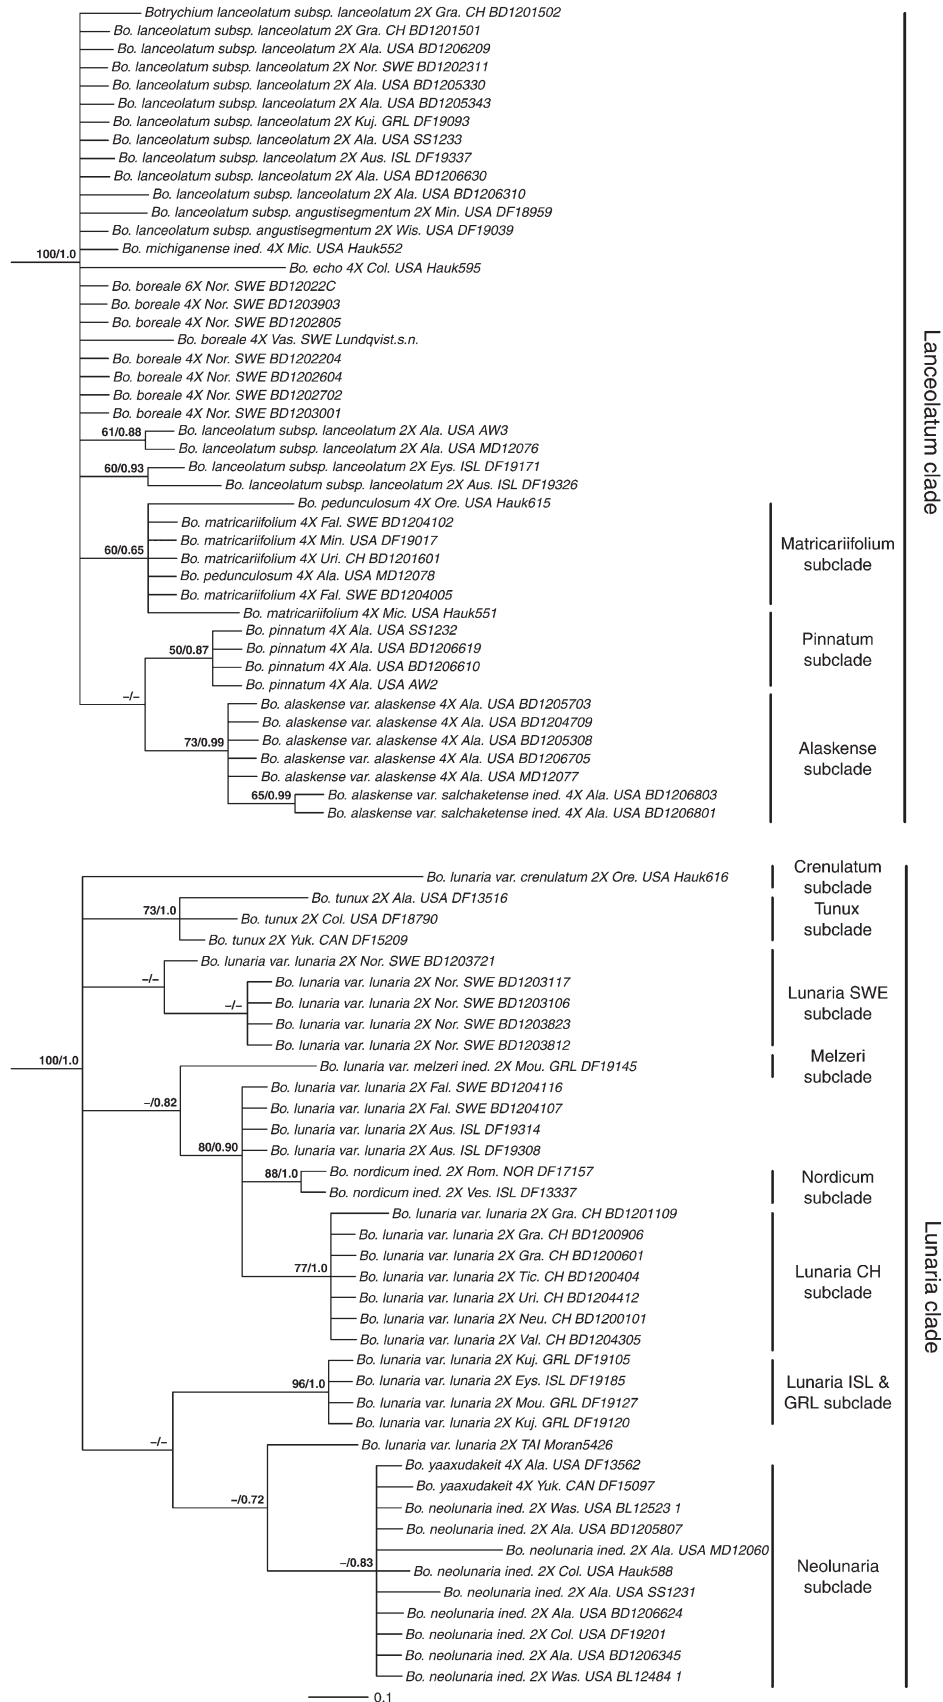 Botrychium lanceolatum subsp. lanceolatum 2X Gra. CH BD1201502
Bo. lanceolatum subsp. lanceolatum 2X Gra. CH BD1201501
Bo. lanceolatum subsp. lanceolatum 2X Ala. USA BD1206209
Bo. lanceolatum subsp. lanceolatum 2X Nor. SWE BD1202311
Bo. lanceolatum subsp. lanceolatum 2X Ala. USA BD1205330
Bo. lanceolatum subsp. lanceolatum 2X Ala. USA BD1205343
Bo. lanceolatum subsp. lanceolatum 2X Kuj. GRL DF19093
Bo. lanceolatum subsp. lanceolatum 2X Ala. USA SS1233
Bo. lanceolatum subsp. lanceolatum 2X Aus. ISL DF19337
Bo. lanceolatum subsp. lanceolatum 2X Ala. USA BD1206630
Bo. lanceolatum subsp. lanceolatum 2X Ala. USA BD1206310
Bo. lanceolatum subsp. angustisegmentum 2X Min. USA DF18959
Bo. lanceolatum subsp. angustisegmentum 2X Wis. USA DF19039
Bo. michiganense ined. 4X Mic. USA Hauk552
100/1.0
Bo. echo 4X Col. USA Hauk595
Bo. boreale 6X Nor. SWE BD12022C
Bo. boreale 4X Nor. SWE BD1203903
Bo. boreale 4X Nor. SWE BD1202805
Bo. boreale 4X Vas. SWE Lundqvist.s.n.
Bo. boreale 4X Nor. SWE BD1202204
Bo. boreale 4X Nor. SWE BD1202604
Bo. boreale 4X Nor. SWE BD1202702
Bo. boreale 4X Nor. SWE BD1203001
61/0.88
Bo. lanceolatum subsp. lanceolatum 2X Ala. USA AW3
Bo. lanceolatum subsp. lanceolatum 2X Ala. USA MD12076
60/0.93
Bo. lanceolatum subsp. lanceolatum 2X Eys. ISL DF19171
Bo. lanceolatum subsp. lanceolatum 2X Aus. ISL DF19326
Lanceolatum clade
Bo. pedunculosum 4X Ore. USA Hauk615
Bo. matricariifolium 4X Fal. SWE BD1204102
Bo. matricariifolium 4X Min. USA DF19017
60/0.65
Bo. matricariifolium 4X Uri. CH BD1201601
Bo. pedunculosum 4X Ala. USA MD12078
Bo. matricariifolium 4X Fal. SWE BD1204005
Bo. matricariifolium 4X Mic. USA Hauk551
Matricariifolium
subclade
Bo. pinnatum 4X Ala. USA SS1232
50/0.87
Bo. pinnatum 4X Ala. USA BD1206619
Bo. pinnatum 4X Ala. USA BD1206610
Bo. pinnatum 4X Ala. USA AW2
Pinnatum
subclade
–/–
Bo. alaskense var. alaskense 4X Ala. USA BD1205703
Bo. alaskense var. alaskense 4X Ala. USA BD1204709
73/0.99
Bo. alaskense var. alaskense 4X Ala. USA BD1205308
Bo. alaskense var. alaskense 4X Ala. USA BD1206705
Bo. alaskense var. alaskense 4X Ala. USA MD12077
65/0.99
Bo. alaskense var. salchaketense ined. 4X Ala. USA BD1206803
Bo. alaskense var. salchaketense ined. 4X Ala. USA BD1206801
Alaskense
subclade
Bo. lunaria var. crenulatum 2X Ore. USA Hauk616
Crenulatum
subclade
73/1.0
Bo. tunux 2X Ala. USA DF13516
Bo. tunux 2X Col. USA DF18790
Bo. tunux 2X Yuk. CAN DF15209
Tunux
subclade
–/–
Bo. lunaria var. lunaria 2X Nor. SWE BD1203721
Bo. lunaria var. lunaria 2X Nor. SWE BD1203117
–/–
Bo. lunaria var. lunaria 2X Nor. SWE BD1203106
Bo. lunaria var. lunaria 2X Nor. SWE BD1203823
Bo. lunaria var. lunaria 2X Nor. SWE BD1203812
Lunaria SWE
subclade
100/1.0
Bo. lunaria var. melzeri ined. 2X Mou. GRL DF19145
Melzeri
subclade
–/0.82
Bo. lunaria var. lunaria 2X Fal. SWE BD1204116
Bo. lunaria var. lunaria 2X Fal. SWE BD1204107
Bo. lunaria var. lunaria 2X Aus. ISL DF19314
80/0.90
Bo. lunaria var. lunaria 2X Aus. ISL DF19308
88/1.0
Bo. nordicum ined. 2X Rom. NOR DF17157
Bo. nordicum ined. 2X Ves. ISL DF13337
Nordicum
subclade
Bo. lunaria var. lunaria 2X Gra. CH BD1201109
Bo. lunaria var. lunaria 2X Gra. CH BD1200906
Bo. lunaria var. lunaria 2X Gra. CH BD1200601
77/1.0
Bo. lunaria var. lunaria 2X Tic. CH BD1200404
Bo. lunaria var. lunaria 2X Uri. CH BD1204412
Bo. lunaria var. lunaria 2X Neu. CH BD1200101
Bo. lunaria var. lunaria 2X Val. CH BD1204305
Lunaria CH
subclade
Lunaria clade
Bo. lunaria var. lunaria 2X Kuj. GRL DF19105
96/1.0
Bo. lunaria var. lunaria 2X Eys. ISL DF19185
Bo. lunaria var. lunaria 2X Mou. GRL DF19127
Bo. lunaria var. lunaria 2X Kuj. GRL DF19120
Lunaria ISL &
GRL subclade
–/–
Bo. lunaria var. lunaria 2X TAI Moran5426
–/0.72
Bo. yaaxudakeit 4X Ala. USA DF13562
Bo. yaaxudakeit 4X Yuk. CAN DF15097
Bo. neolunaria ined. 2X Was. USA BL12523 1
Bo. neolunaria ined. 2X Ala. USA BD1205807
Bo. neolunaria ined. 2X Ala. USA MD12060
–/0.83
Bo. neolunaria ined. 2X Col. USA Hauk588
Bo. neolunaria ined. 2X Ala. USA SS1231
Bo. neolunaria ined. 2X Ala. USA BD1206624
Bo. neolunaria ined. 2X Col. USA DF19201
Bo. neolunaria ined. 2X Ala. USA BD1206345
Bo. neolunaria ined. 2X Was. USA BL12484 1
Neolunaria
subclade
0.1